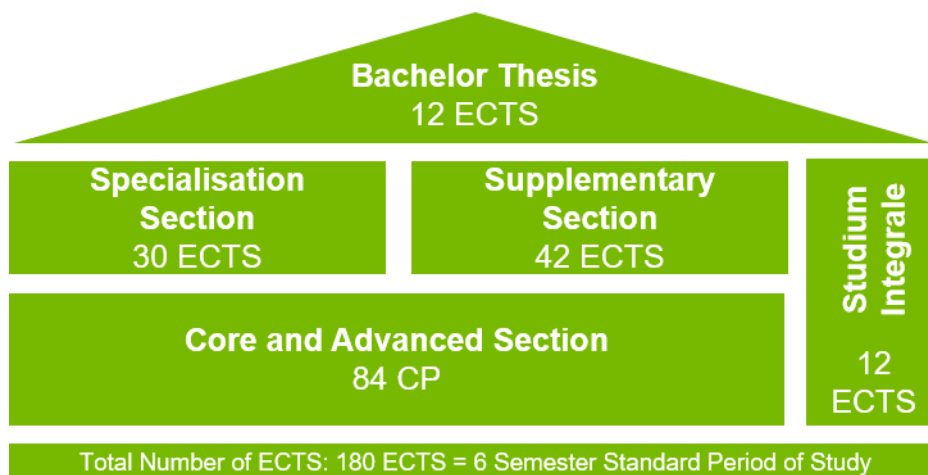 Bachelor Thesis
12 ECTS
Specialisation
Section
30 ECTS
Supplementary
Section
42 ECTS
Studium
Integrale
12
ECTS
Core and Advanced Section
84 CP
Total Number of ECTS: 180 ECTS = 6 Semester Standard Period of Study